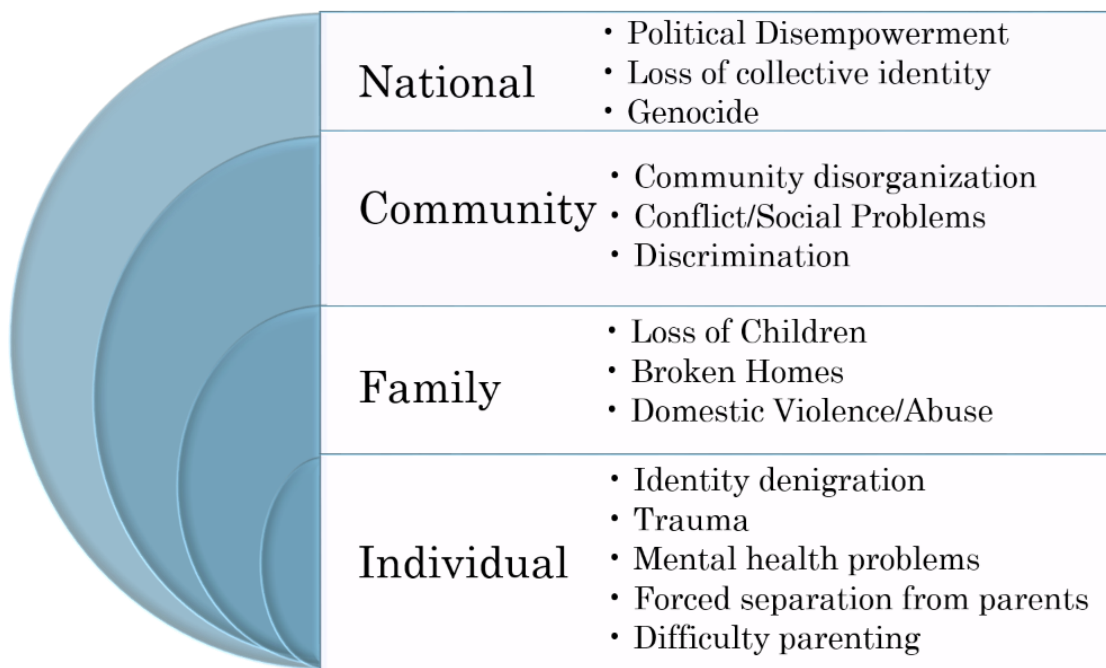 National
• Political Disempowerment
• Loss of collective identity
• Genocide
Community
• Community disorganization
• Conflict/Social Problems
• Discrimination
Family
• Loss of Children
• Broken Homes
• Domestic Violence/Abuse
Individual
• Identity denigration
• Trauma
• Mental health problems
• Forced separation from parents
• Difficulty parenting